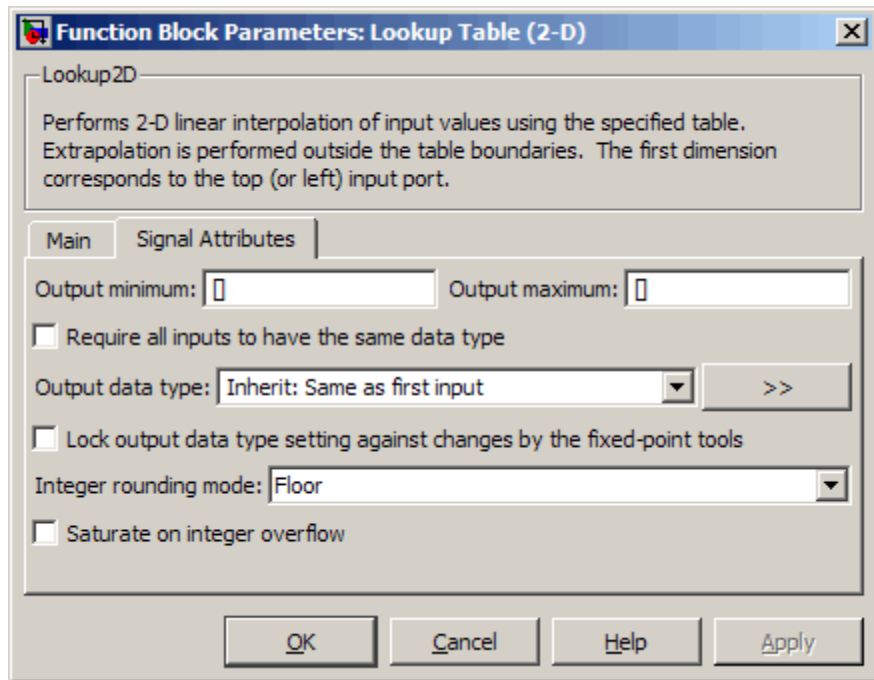 Function Block Parameters: Lookup Table (2-D)
Lookup2D
Performs 2-D linear interpolation of input values using the specified table.
Extrapolation is performed outside the table boundaries.  The first dimension
corresponds to the top (or left) input port.
Main Signal Attributes
Output minimum: [] Output maximum: []
Require all inputs to have the same data type
Output data type: Inherit: Same as first input >>
Lock output data type setting against changes by the fixed-point tools
Integer rounding mode: Floor
Saturate on integer overflow
OK Cancel Help Apply